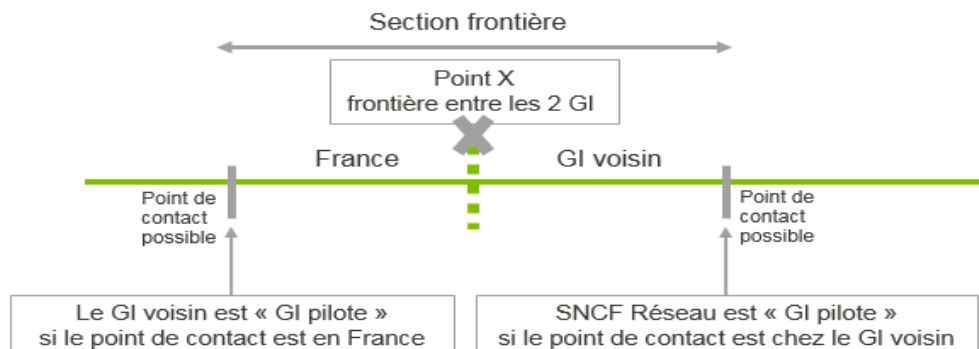 Section frontière
Point X
frontière entre les 2 GI
France
GI voisin
Point de
contact
possible
Point de
contact
possible
Le GI voisin est « GI pilote »
si le point de contact est en France
SNCF Réseau est « GI pilote »
si le point de contact est chez le GI voisin